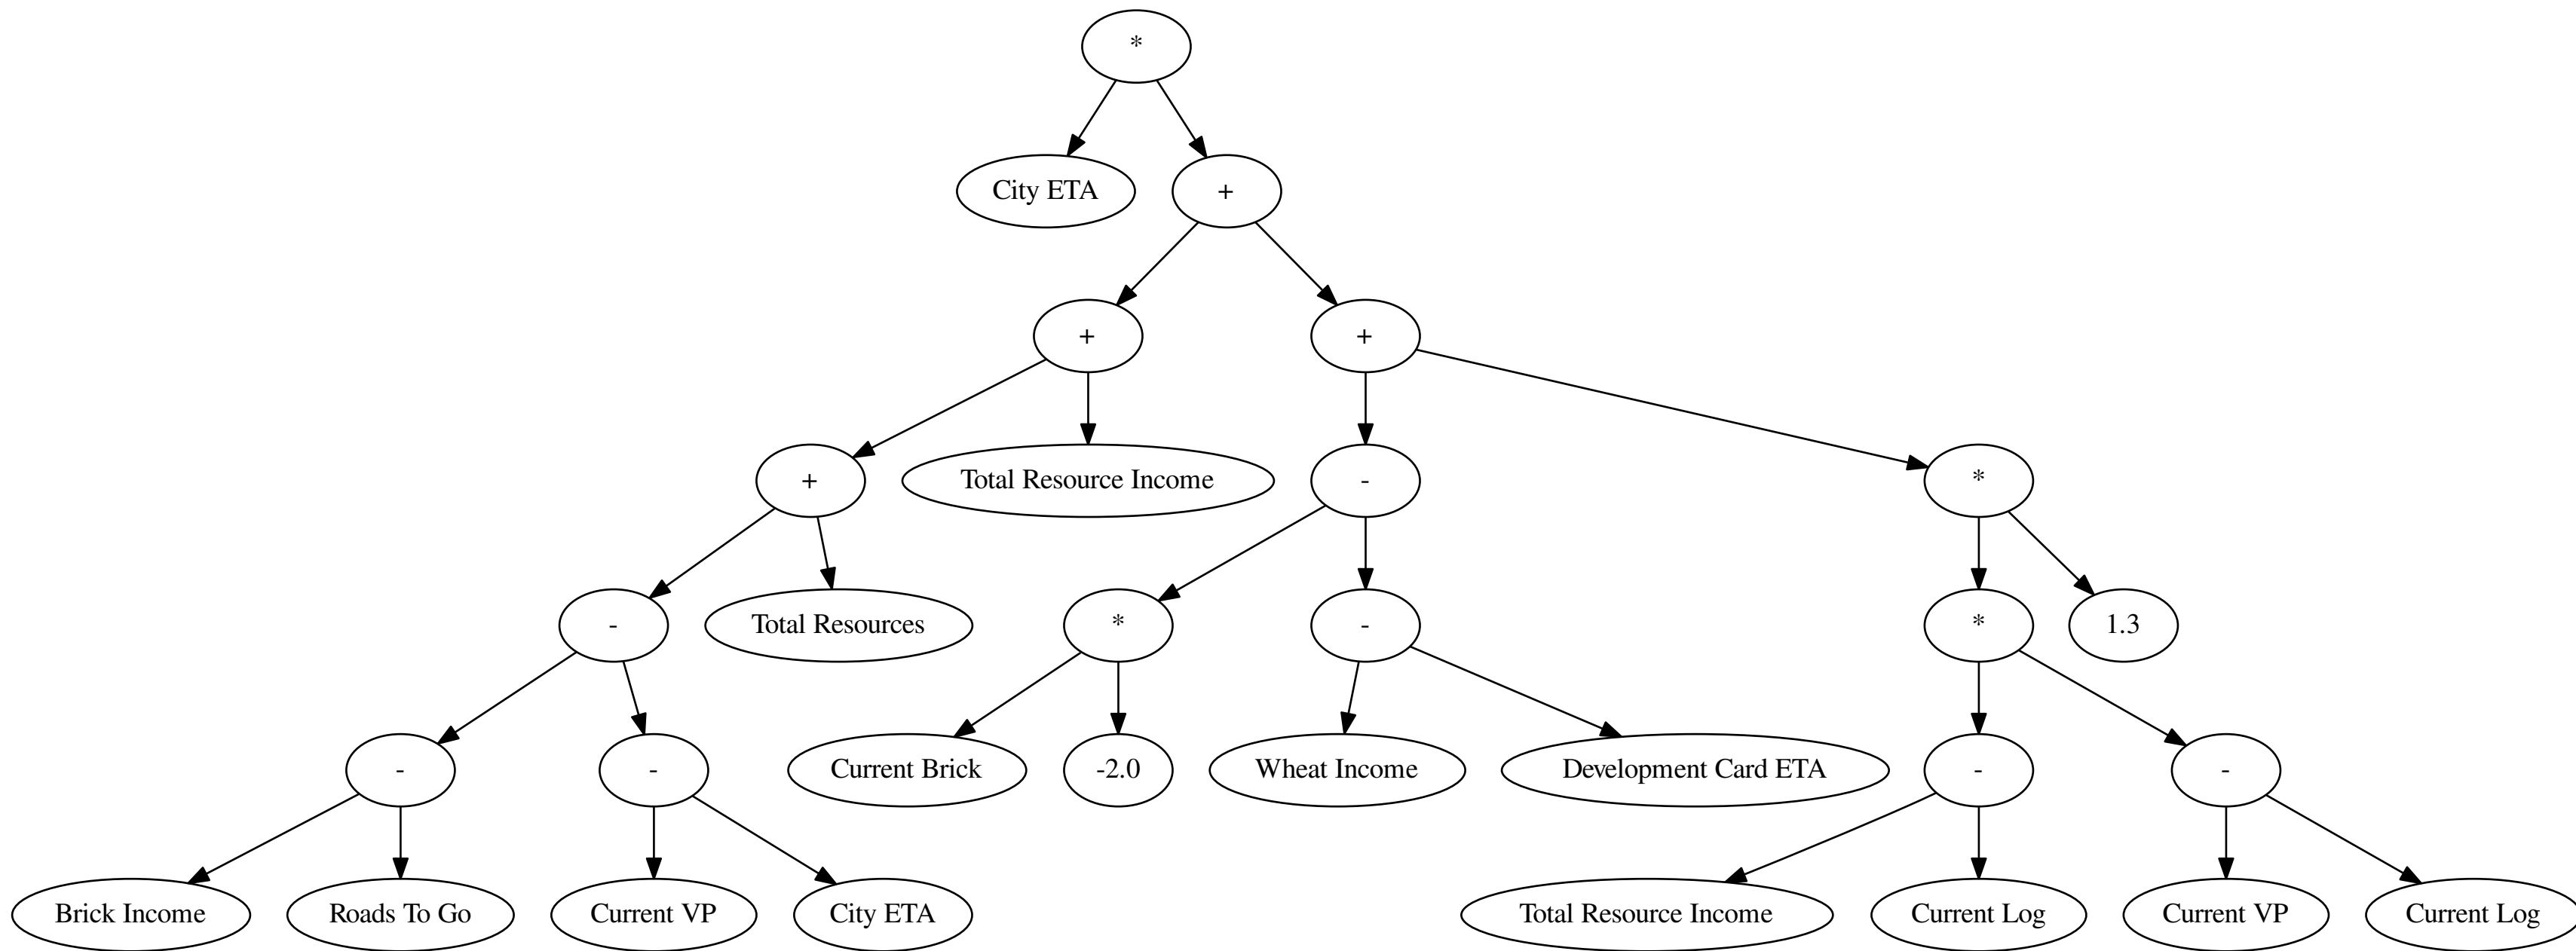 *
City ETA
+
+
+
+
Total Resource Income
-
*
-
Total Resources
*
-
*
1.3
-
-
Current Brick
-2.0
Wheat Income
Development Card ETA
-
-
Brick Income
Roads To Go
Current VP
City ETA
Total Resource Income
Current Log
Current VP
Current Log